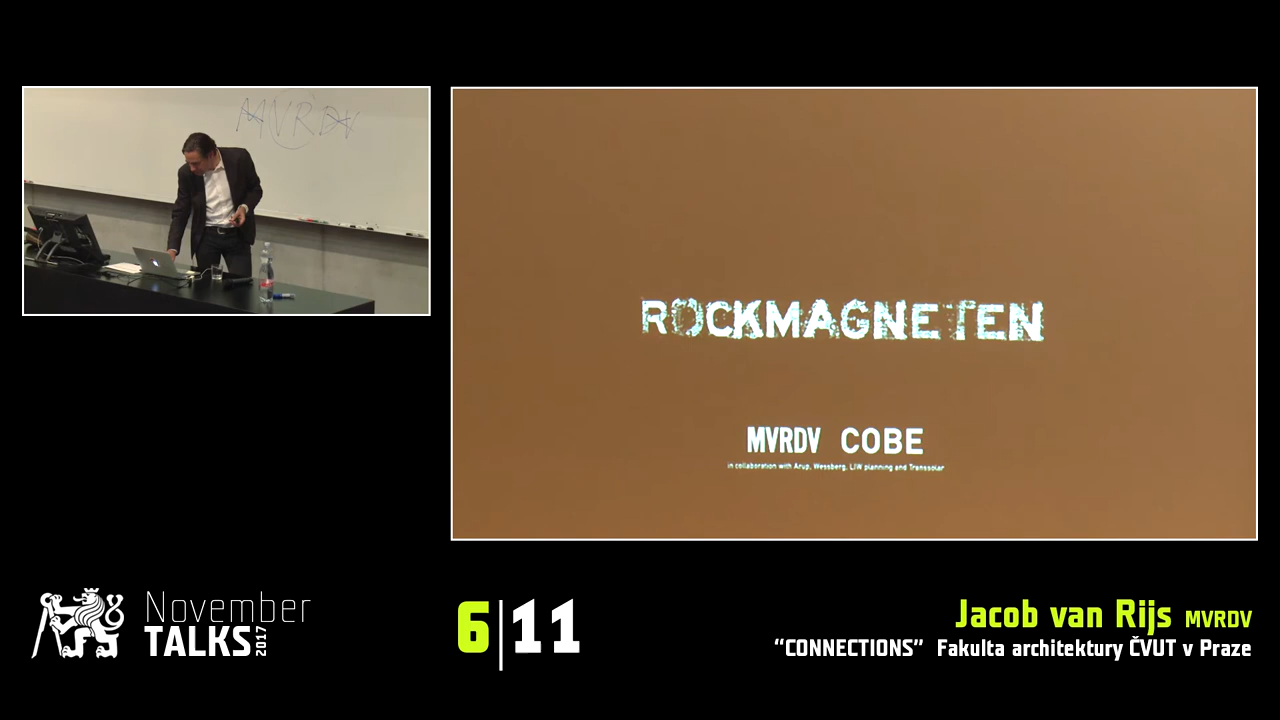 MVRDV
ROCKMAGNETEN
MVRDV COBE
in collaboration with Arup, Wessberg, LIW planning and Transsolar
November
TALKS 2017
6|11
Jacob van Rijs MVRDV
“CONNECTIONS” Fakulta architektury ČVUT v Praze